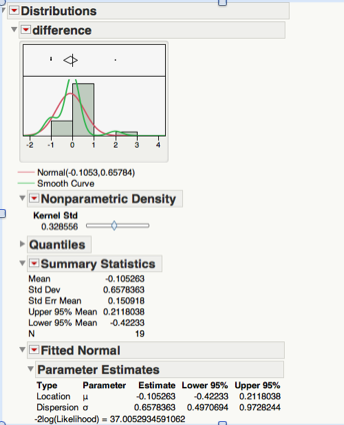 Distributions
difference
-2 -1 0 1 2 3 4
Normal(-0.1053,0.65784)
Smooth Curve
Nonparametric Density
Kernel Std
0.328556
Quantiles
Summary Statistics
Mean -0.105263
Std Dev 0.6578363
Std Err Mean 0.150918
Upper 95% Mean 0.2118038
Lower 95% Mean -0.42233
N 19
Fitted Normal
Parameter Estimates
Type Parameter Estimate Lower 95% Upper 95%
Location μ -0.105263 -0.42233 0.2118038
Dispersion σ 0.6578363 0.4970694 0.9728244
-2log(Likelihood) = 37.0052934591062